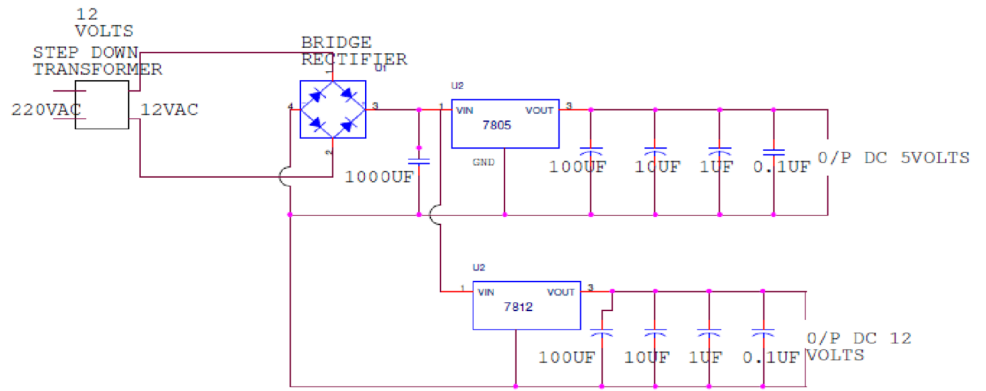 12
VOLTS
STEP DOWN
TRANSFORMER
220VAC
12VAC
BRIDGE
RECTIFIER
U1
1
4
3
2
1000UF
U2
1
VIN
VOUT
3
7805
GND
100UF
10UF
1UF
0.1UF
0/P DC 5VOLTS
U2
1
VIN
VOUT
3
7812
100UF
10UF
1UF
0.1UF
0/P DC 12
VOLTS